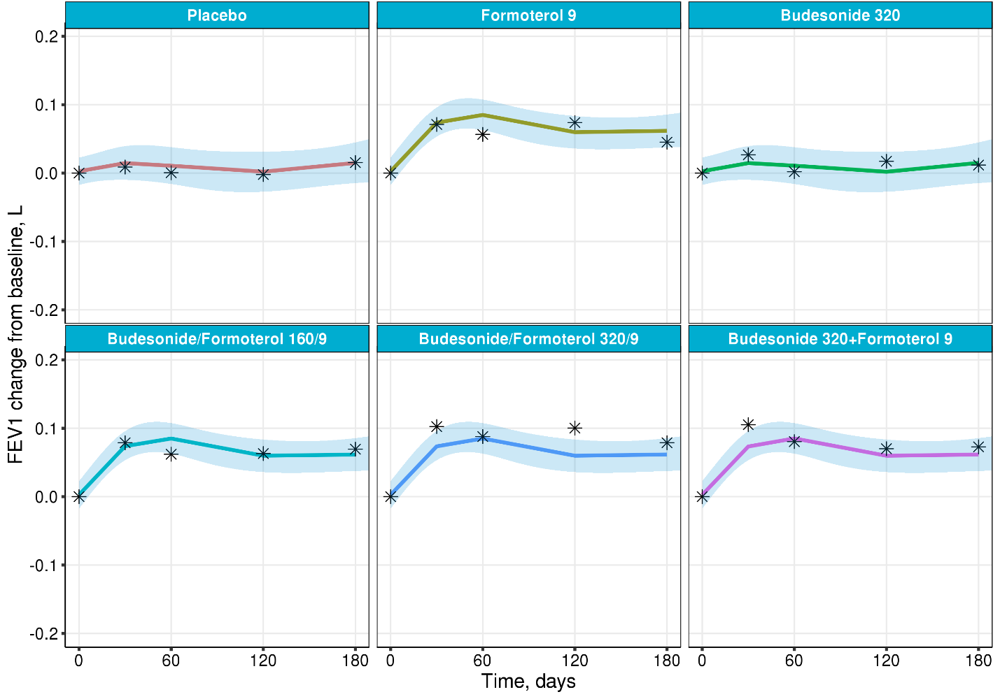 Placebo
Formoterol 9
Budesonide 320
0.2
0.1
0.0
-0.1
-0.2
Budesonide/Formoterol 160/9
Budesonide/Formoterol 320/9
Budesonide 320+Formoterol 9
0.2
0.1
0.0
-0.1
-0.2
FEV1 change from baseline, L
0 60 120 180
0 60 120 180
0 60 120 180
Time, days